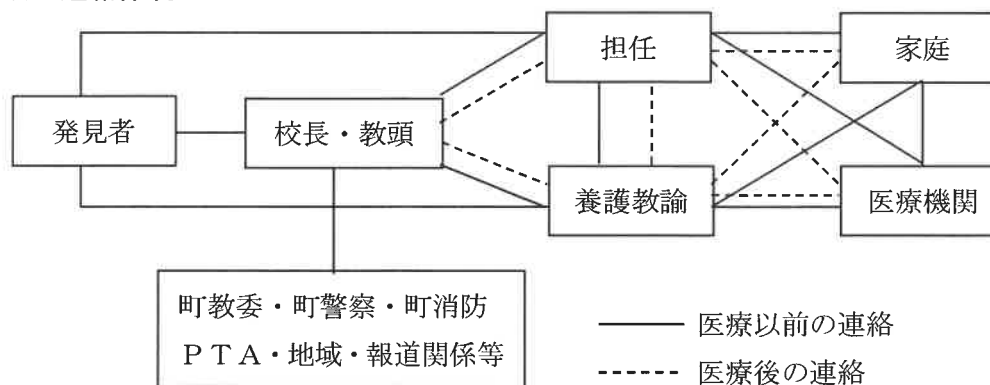 担任
家庭
発見者
校長・教頭
養護教諭
医療機関
町教委・町警察・町消防
ＰＴＡ・地域・報道関係等
医療以前の連絡
医療後の連絡